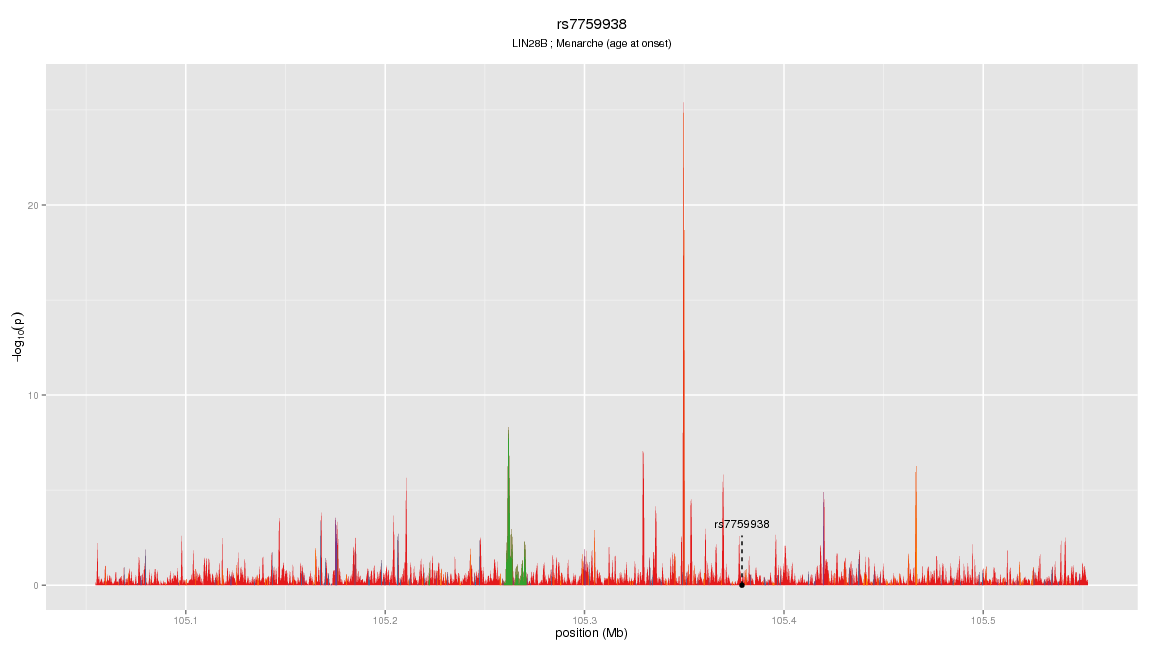 rs7759938
LIN28B ; Menarche (age at onset)
−log10(p)
20
10
0
rs7759938
105.1 105.2 105.3 105.4 105.5
position (Mb)